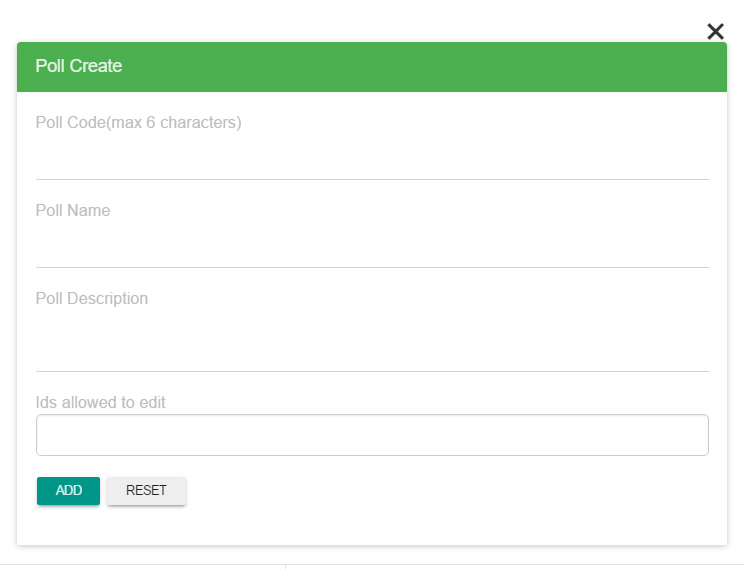 Poll Create
Poll Code(max 6 characters)
Poll Name
Poll Description
Ids allowed to edit
ADD RESET